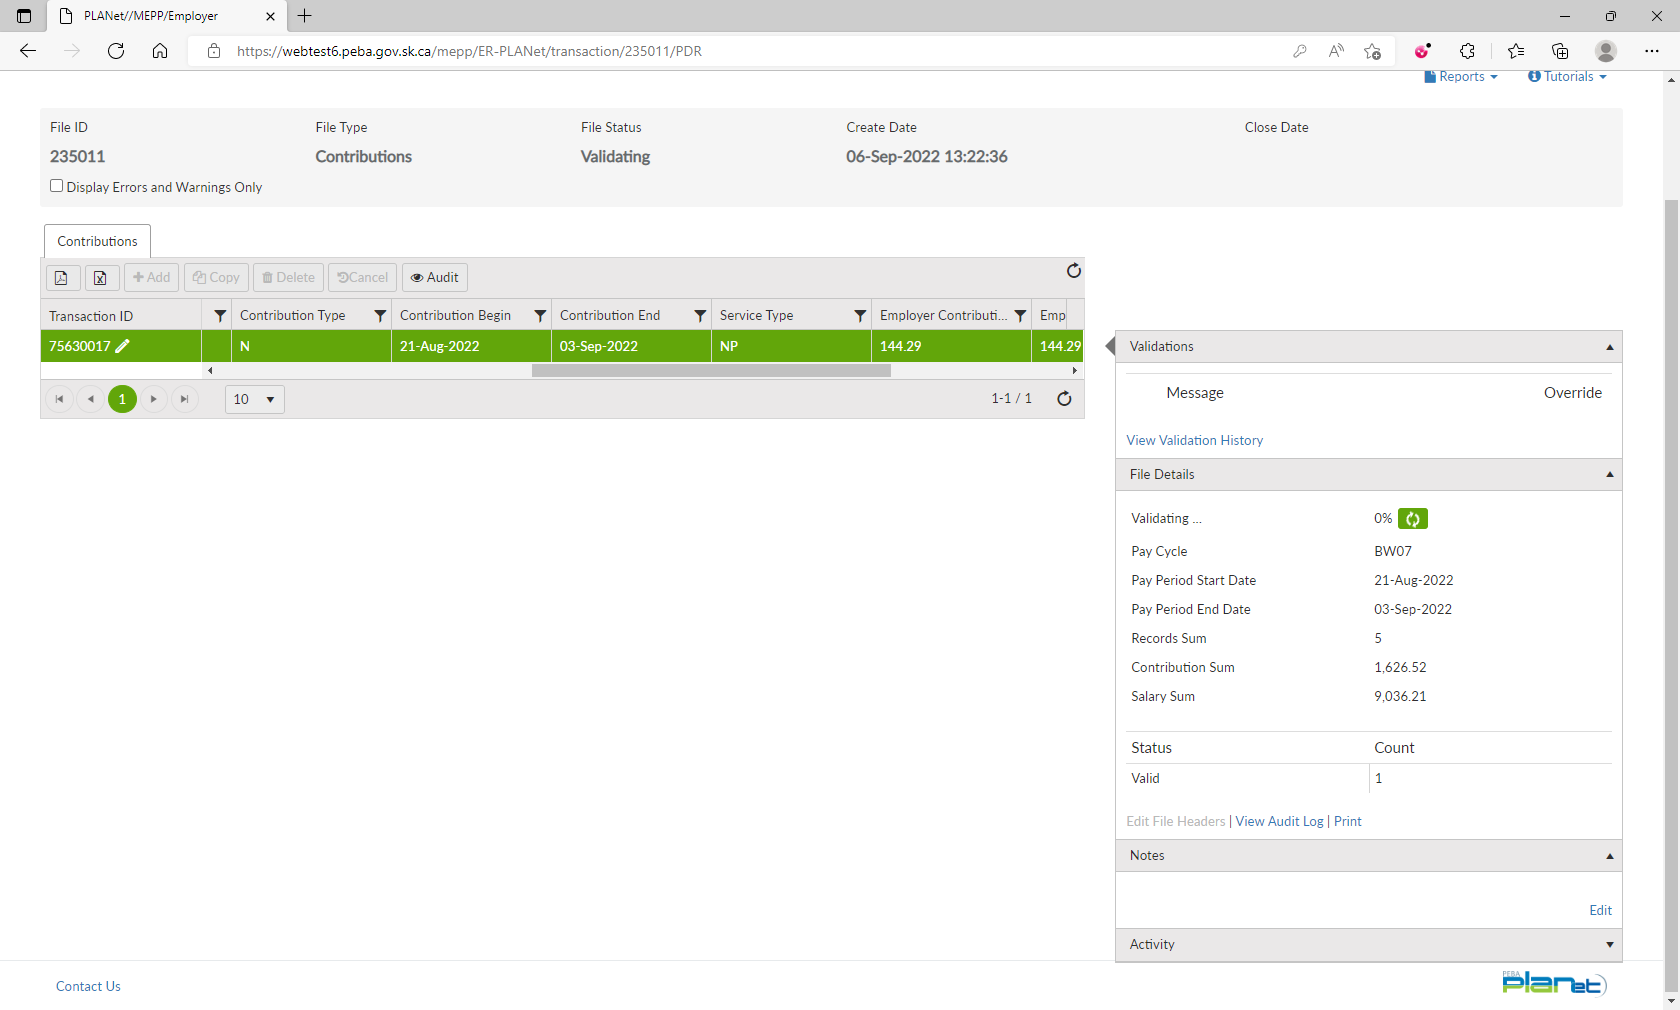 PLANet//MEPP/Employer
https://webtest6.peba.gov.sk.ca/mepp/ER-PLANet/transaction/235011/PDR
Reports Tutorials
File ID File Type File Status Create Date Close Date
235011 Contributions Validating 06-Sep-2022 13:22:36
Display Errors and Warnings Only
Contributions
Add Copy Delete Cancel Audit
Transaction ID Contribution Type Contribution Begin Contribution End Service Type Employer Contributi... Emp
75630017 N 21-Aug-2022 03-Sep-2022 NP 144.29 144.29
1 10 1-1 / 1
Validations
Message Override
View Validation History
File Details
Validating ... 0%
Pay Cycle BW07
Pay Period Start Date 21-Aug-2022
Pay Period End Date 03-Sep-2022
Records Sum 5
Contribution Sum 1,626.52
Salary Sum 9,036.21
Status Count
Valid 1
Edit File Headers | View Audit Log | Print
Notes
Edit
Activity
Contact Us
PEBA
planet